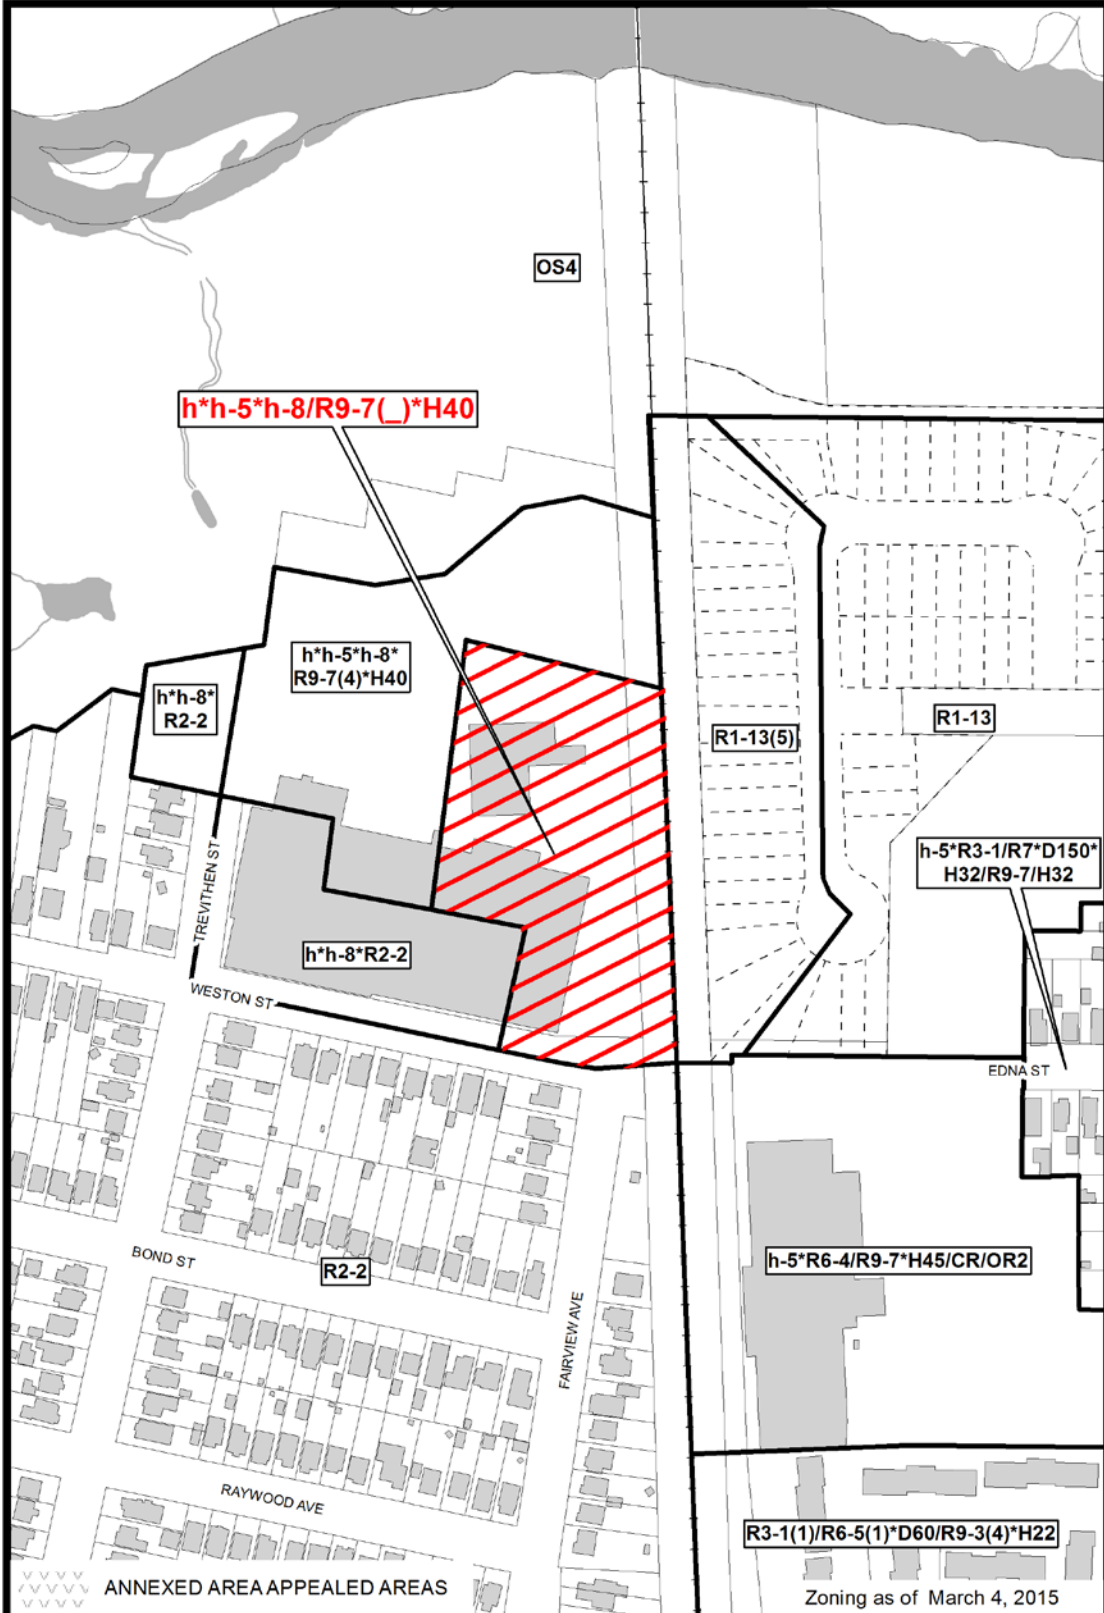 OS4
h*h-5*h-8/R9-7(_)*H40
h*h-5*h-8*
R9-7(4)*H40
h*h-8*
R2-2
R1-13(5)
R1-13
h-5*R3-1/R7*D150*
H32/R9-7/H32
TREVITHEN ST
h*h-8*R2-2
WESTON ST
EDNA ST
BOND ST
R2-2
h-5*R6-4/R9-7*H45/CR/OR2
FAIRVIEW AVE
RAYWOOD AVE
R3-1(1)/R6-5(1)*D60/R9-3(4)*H22
ANNEXED AREA APPEALED AREAS
Zoning as of March 4, 2015